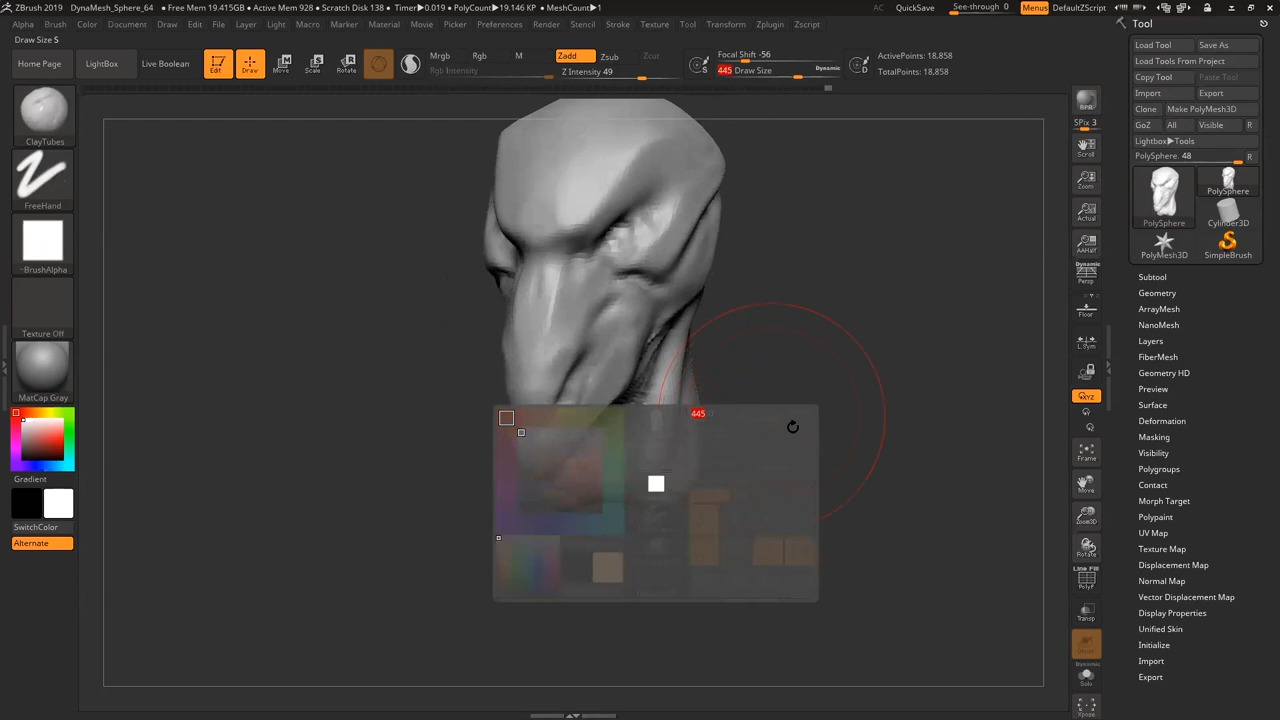 ZBrush 2019 - DynaMesh_Sphere_64 ● Free Mem 19.415GB ● Active Mem 928 ● Scratch Disk 138 ● Timer▶0.019 ● PolyCount▶19.146 KP ● MeshCount▶1
AC QuickSave See-through 0 Menus DefaultZScript
Alpha Brush Color Document Draw Edit File Layer Light Macro Marker Material Movie Picker Preferences Render Stencil Stroke Texture Tool Transform Zplugin Zscript
Draw Size S
Home Page
LightBox
Live Boolean
Edit
Draw
Move
Scale
Rotate
Mrgb Rgb M
Rgb Intensity
Zadd Zsub Zcut
Z Intensity 49
Focal Shift -56
445 Draw Size Dynamic
S
D
ActivePoints: 18,858
TotalPoints: 18,858
ClayTubes
FreeHand
~BrushAlpha
Texture Off
MatCap Gray
Gradient
SwitchColor
Alternate
445
BPR
SPix 3
Scroll
Zoom
Actual
AAHalf
Dynamic
Persp
Floor
L.Sym
XYZ
Frame
Move
Zoom3D
Rotate
Line Fill
PolyF
Transp
Ghost
Dynamic
Solo
Xpose
Tool
Load Tool Save As
Load Tools From Project
Copy Tool Paste Tool
Import Export
Clone Make PolyMesh3D
GoZ All Visible R
Lightbox▶Tools
PolySphere. 48 R
PolySphere
PolySphere
Cylinder3D
PolyMesh3D
SimpleBrush
Subtool
Geometry
ArrayMesh
NanoMesh
Layers
FiberMesh
Geometry HD
Preview
Surface
Deformation
Masking
Visibility
Polygroups
Contact
Morph Target
Polypaint
UV Map
Texture Map
Displacement Map
Normal Map
Vector Displacement Map
Display Properties
Unified Skin
Initialize
Import
Export